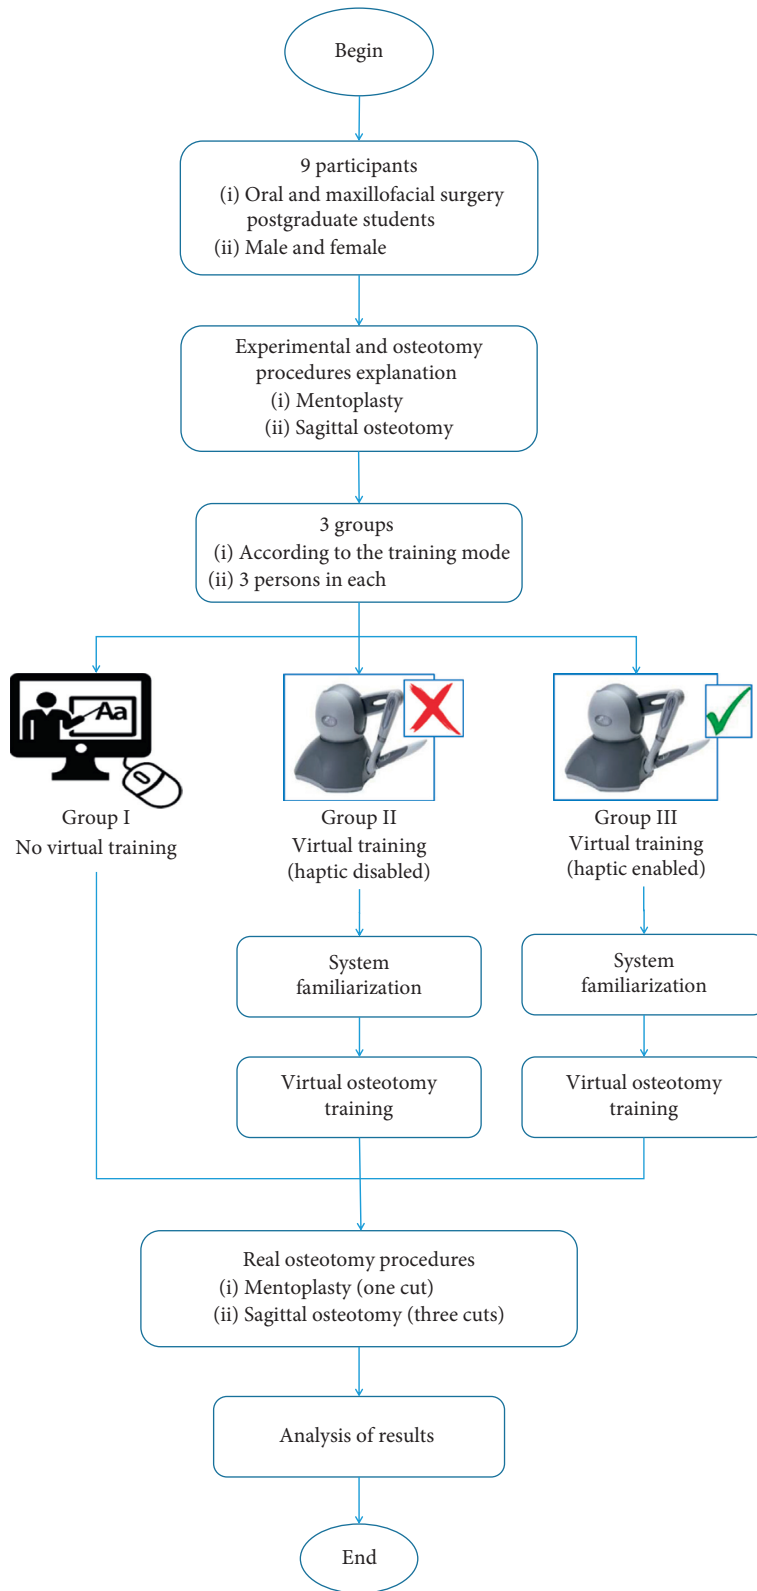 Begin
9 participants
(i) Oral and maxillofacial surgery
postgraduate students
(ii) Male and female
Experimental and osteotomy
procedures explanation
(i) Mentoplasty
(ii) Sagittal osteotomy
3 groups
(i) According to the training mode
(ii) 3 persons in each
Aa
Group I
No virtual training
Group II
Virtual training
(haptic disabled)
Group III
Virtual training
(haptic enabled)
System
familiarization
System
familiarization
Virtual osteotomy
training
Virtual osteotomy
training
Real osteotomy procedures
(i) Mentoplasty (one cut)
(ii) Sagittal osteotomy (three cuts)
Analysis of results
End